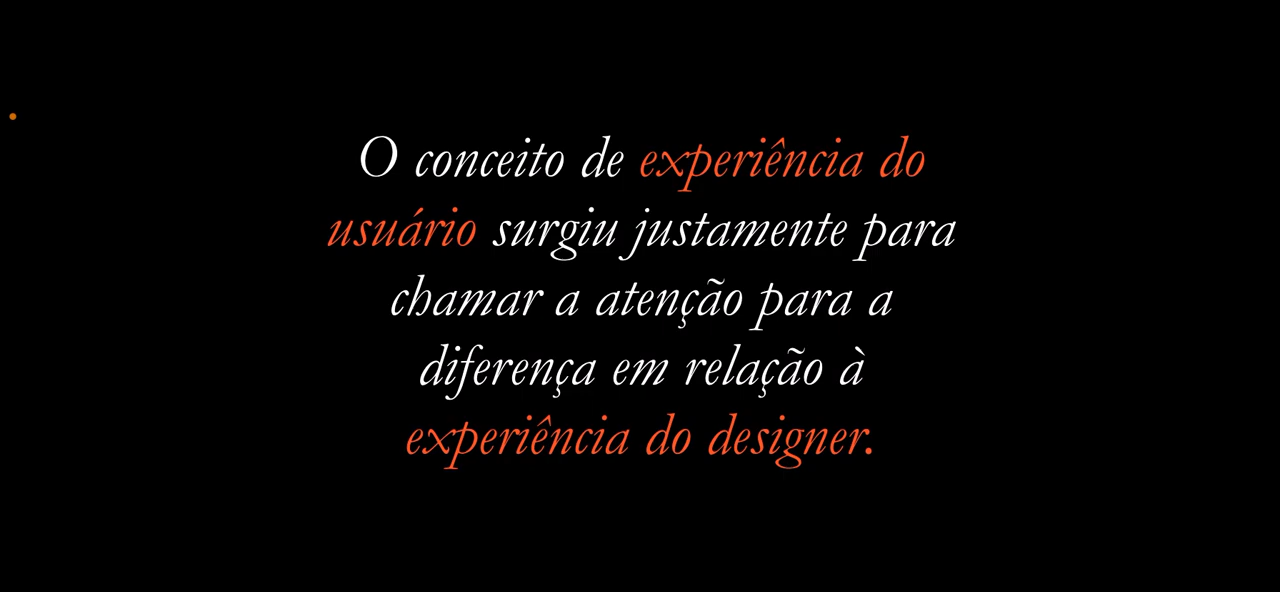 O conceito de experiência do
usuário surgiu justamente para
chamar a atenção para a
diferença em relação à
experiência do designer.